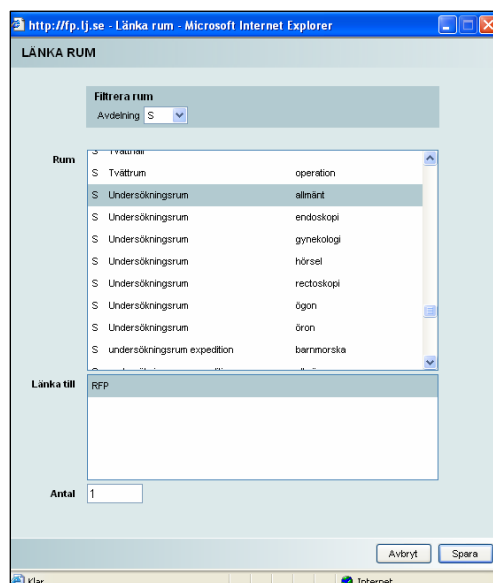 http://fp.lj.se - Länka rum - Microsoft Internet Explorer
LÄNKA RUM
Filtrera rum
Avdelning S
Rum
S Tvätthall
S Tvättrum operation
S Undersökningsrum allmänt
S Undersökningsrum endoskopi
S Undersökningsrum gynekologi
S Undersökningsrum hörsel
S Undersökningsrum rectoskopi
S Undersökningsrum ögon
S Undersökningsrum öron
S undersökningsrum expedition barnmorska
Länka till
RFP
Antal 1
Avbryt Spara
Klar Internet